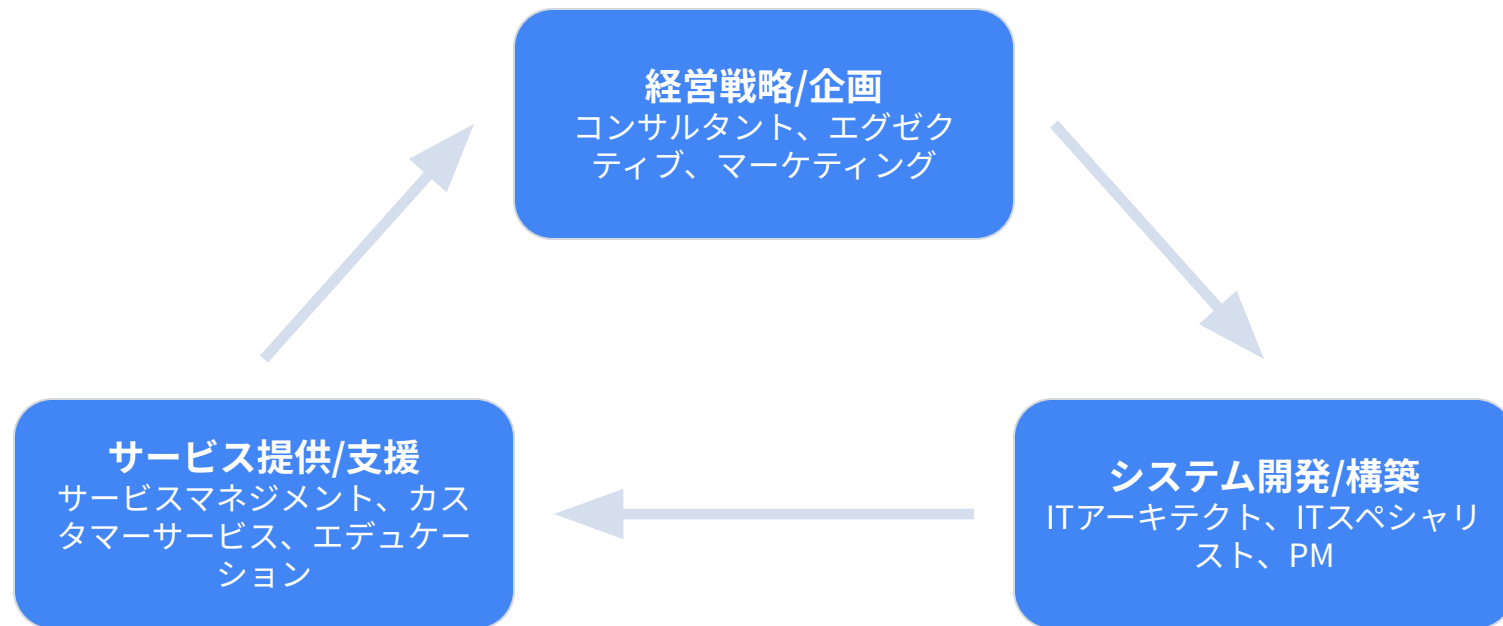 経営戦略/企画
コンサルタント、エグゼク
ティブ、マーケティング
サービス提供/支援
サービスマネジメント、カス
タマーサービス、エデュケー
ション
システム開発/構築
ITアーキテクト、ITスペシャリ
スト、PM